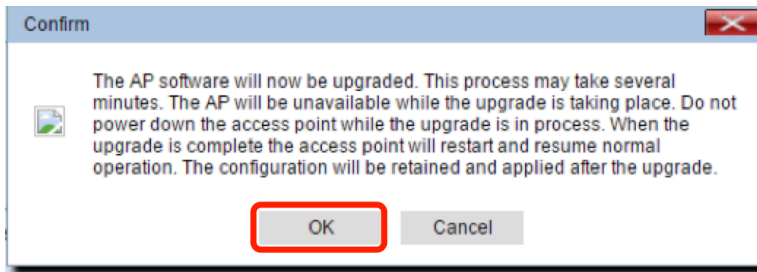 Confirm
The AP software will now be upgraded. This process may take several
minutes. The AP will be unavailable while the upgrade is taking place. Do not
power down the access point while the upgrade is in process. When the
upgrade is complete the access point will restart and resume normal
operation. The configuration will be retained and applied after the upgrade.
OK Cancel